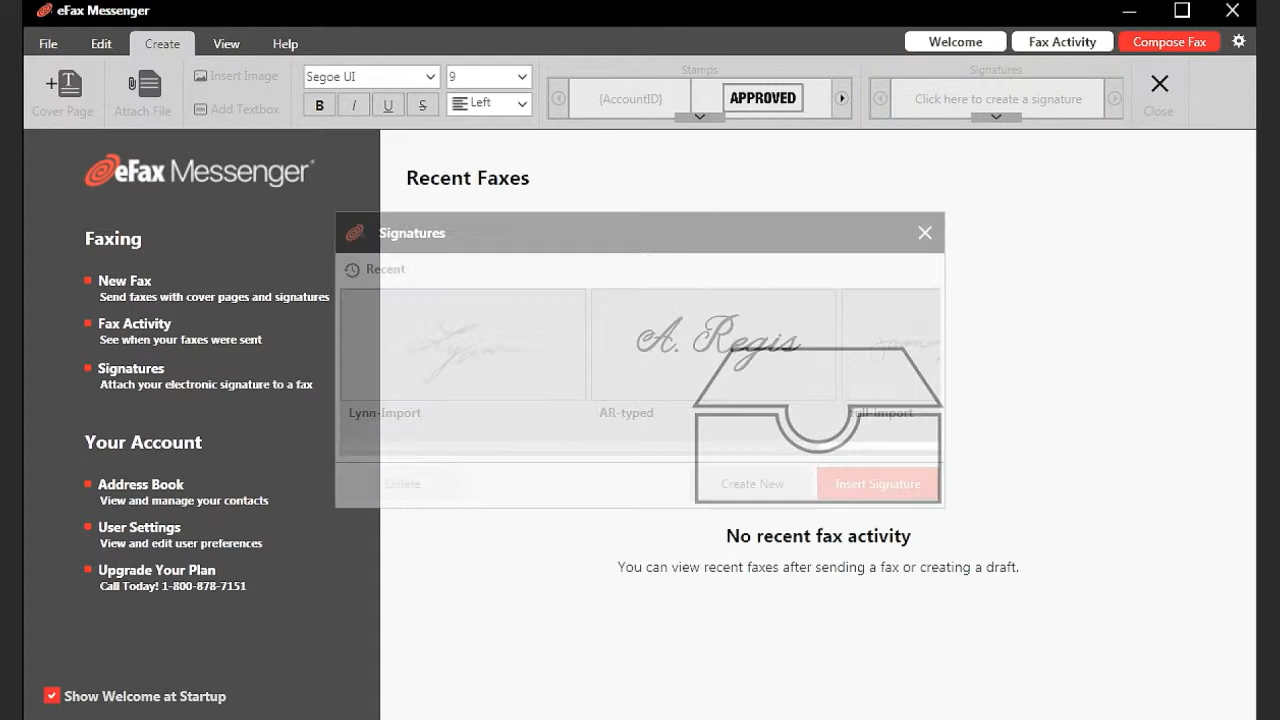 eFax Messenger
File Edit Create View Help Welcome Fax Activity Compose Fax
Stamps Signatures
Insert Image Segoe UI 9
{AccountID} APPROVED Click here to create a signature
B I U S Left
Cover Page Attach File Add Textbox Close
eFax Messenger®
Recent Faxes
Faxing
Signatures
Recent
New Fax
Send faxes with cover pages and signatures
Fax Activity
See when your faxes were sent
A. Regis
Signatures
Attach your electronic signature to a fax
Lynn-Import AR-typed
Your Account
Address Book
View and manage your contacts
Delete Create New Insert Signature
User Settings
View and edit user preferences
Upgrade Your Plan
Call Today! 1-800-878-7151
No recent fax activity
You can view recent faxes after sending a fax or creating a draft.
Show Welcome at Startup